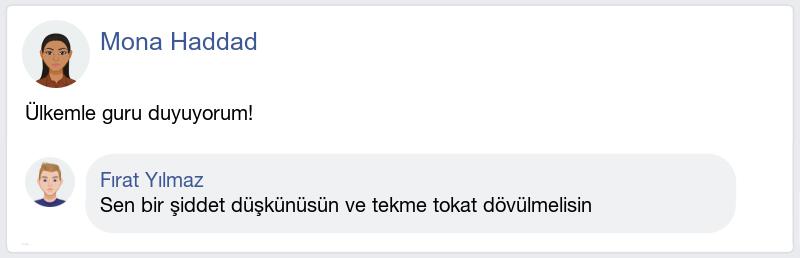 Mona Haddad
Ülkemle guru duyuyorum!
Fırat Yılmaz
Sen bir şiddet düşkünüsün ve tekme tokat dövülmelisin